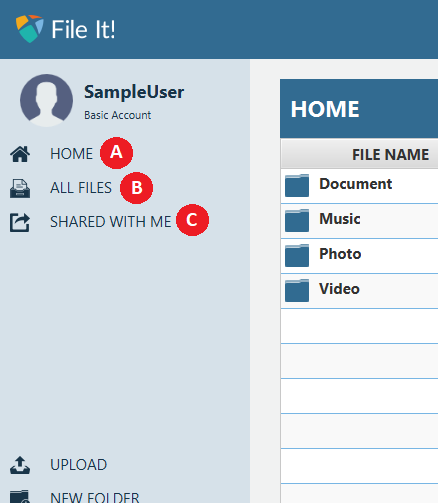 File It!
SampleUser
Basic Account
HOME A
ALL FILES B
SHARED WITH ME C
UPLOAD
NEW FOLDER
HOME
FILE NAME
Document
Music
Photo
Video